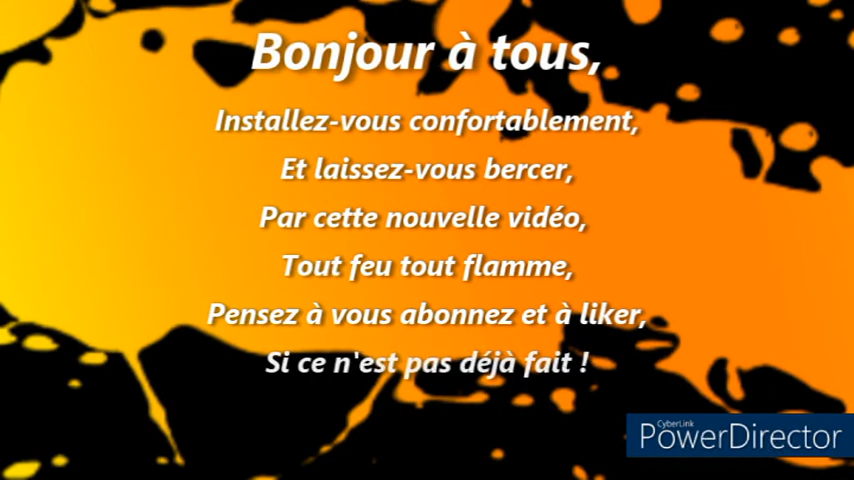 Bonjour à tous,
Installez-vous confortablement,
Et laissez-vous bercer,
Par cette nouvelle vidéo,
Tout feu tout flamme,
Pensez à vous abonnez et à liker,
Si ce n'est pas déjà fait !
CyberLink
PowerDirector